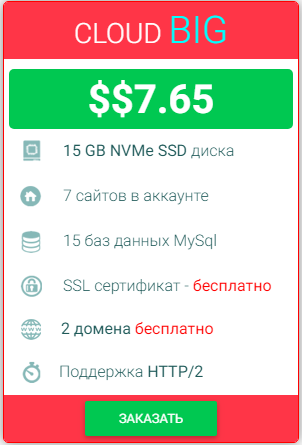 CLOUD BIG
$$7.65
15 GB NVMe SSD диска
7 сайтов в аккаунте
15 баз данных MySql
SSL сертификат - бесплатно
2 домена бесплатно
Поддержка HTTP/2
ЗАКАЗАТЬ